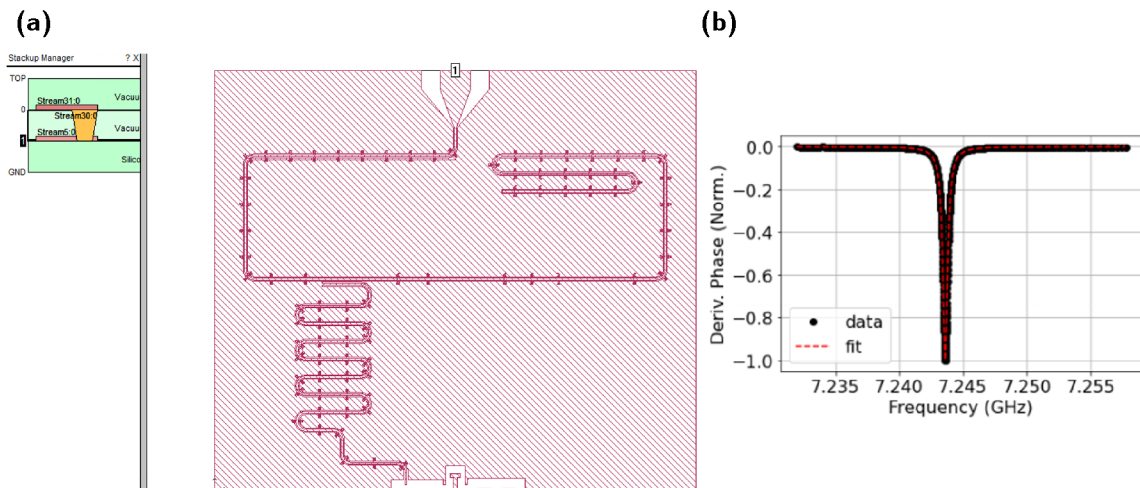 (a)
(b)
Stackup Manager ? X
TOP
Vacuu
Stream31:0
0
Stream30:0
Vacuu
Stream5:0
1
Silico
GND
1
0.0
−0.2
−0.4
−0.6
−0.8
−1.0
Deriv. Phase (Norm.)
data
fit
7.235 7.240 7.245 7.250 7.255
Frequency (GHz)